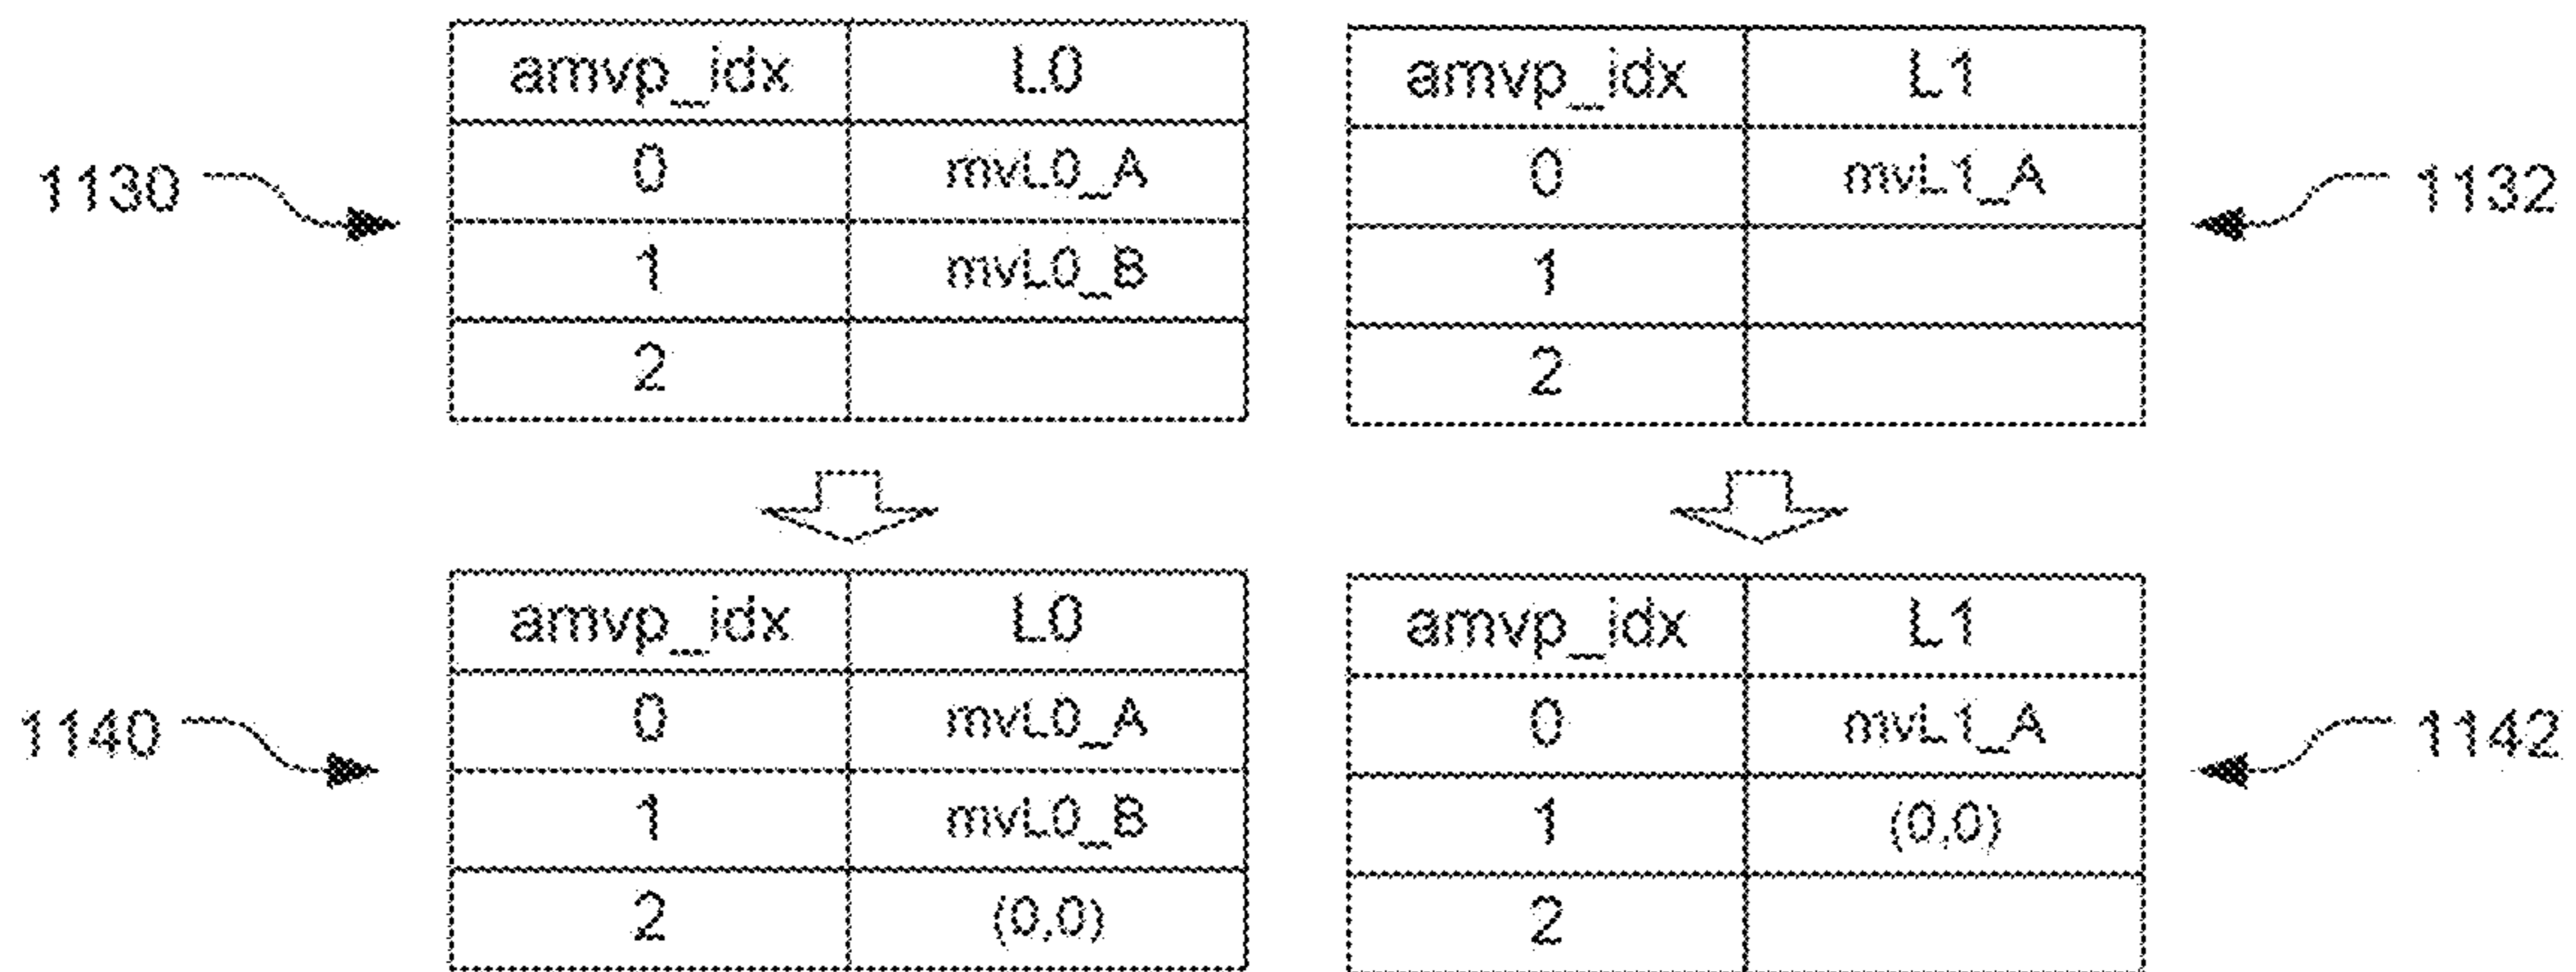 amvp_idx L0 amvp_idx L1
1130 0 mvL0_A 0 mvL1_A 1132
1 mvL0_B 1
2 2
amvp_idx L0 amvp_idx L1
1140 0 mvL0_A 0 mvL1_A 1142
1 mvL0_B 1 (0,0)
2 (0,0) 2